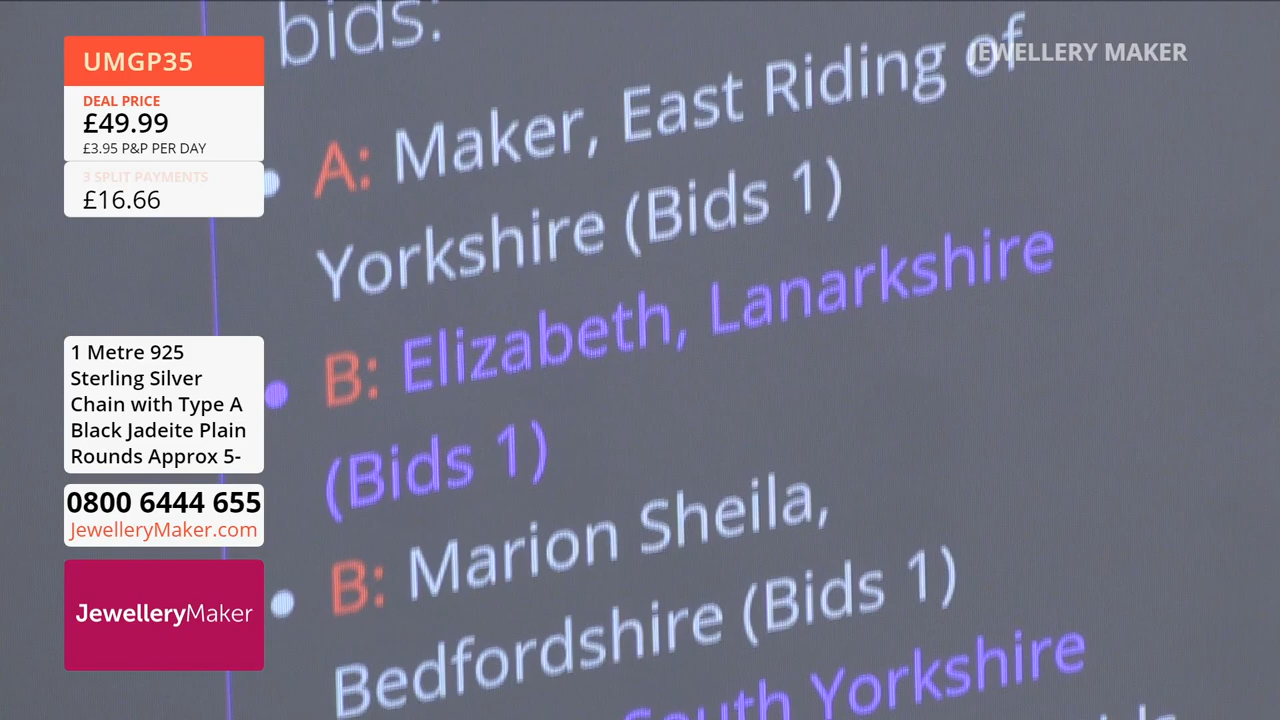 UMGP35
DEAL PRICE
£49.99
£3.95 P&P PER DAY
3 SPLIT PAYMENTS
£16.66
1 Metre 925
Sterling Silver
Chain with Type A
Black Jadeite Plain
Rounds Approx 5-
0800 6444 655
JewelleryMaker.com
JewelleryMaker
JEWELLERY MAKER
bids:
A: Maker, East Riding of
Yorkshire (Bids 1)
B: Elizabeth, Lanarkshire
(Bids 1)
B: Marion Sheila,
Bedfordshire (Bids 1)
South Yorkshire